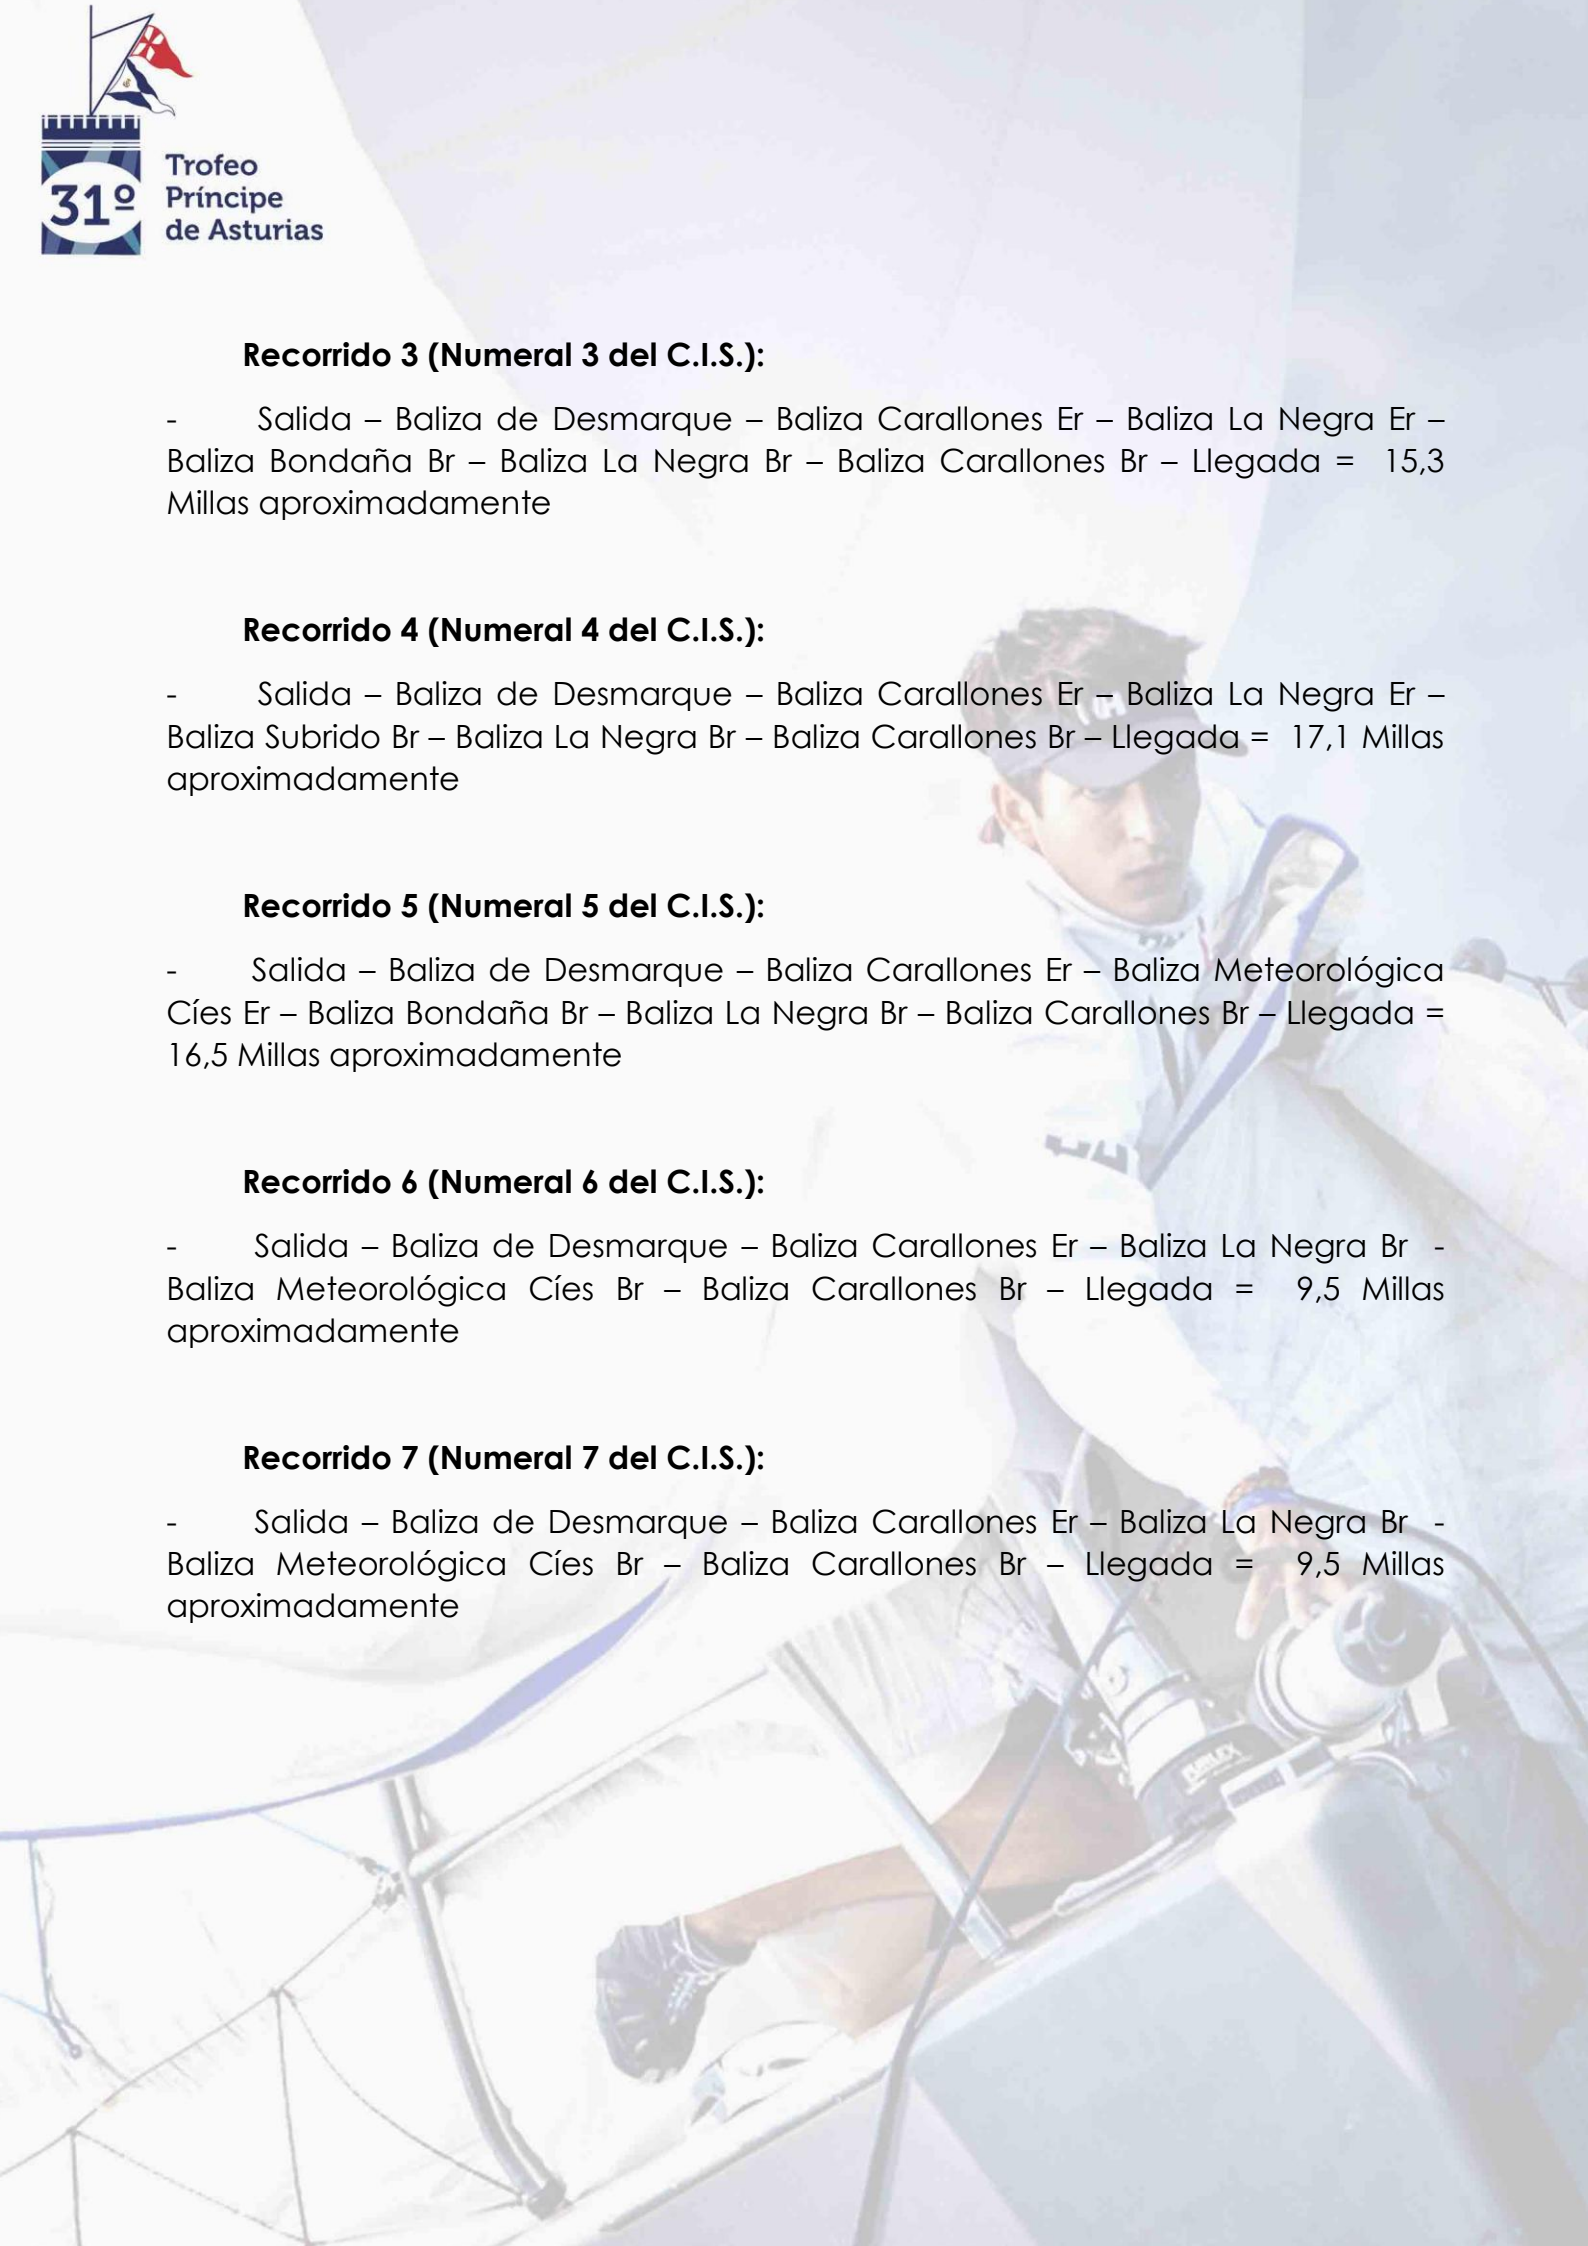 31º
Trofeo
Príncipe
de Asturias
Recorrido 3 (Numeral 3 del C.I.S.):
- Salida – Baliza de Desmarque – Baliza Carallones Er – Baliza La Negra Er –
Baliza Bondaña Br – Baliza La Negra Br – Baliza Carallones Br – Llegada = 15,3
Millas aproximadamente
Recorrido 4 (Numeral 4 del C.I.S.):
- Salida – Baliza de Desmarque – Baliza Carallones Er – Baliza La Negra Er –
Baliza Subrido Br – Baliza La Negra Br – Baliza Carallones Br – Llegada = 17,1 Millas
aproximadamente
Recorrido 5 (Numeral 5 del C.I.S.):
- Salida – Baliza de Desmarque – Baliza Carallones Er – Baliza Meteorológica
Cíes Er – Baliza Bondaña Br – Baliza La Negra Br – Baliza Carallones Br – Llegada =
16,5 Millas aproximadamente
Recorrido 6 (Numeral 6 del C.I.S.):
- Salida – Baliza de Desmarque – Baliza Carallones Er – Baliza La Negra Br -
Baliza Meteorológica Cíes Br – Baliza Carallones Br – Llegada = 9,5 Millas
aproximadamente
Recorrido 7 (Numeral 7 del C.I.S.):
- Salida – Baliza de Desmarque – Baliza Carallones Er – Baliza La Negra Br -
Baliza Meteorológica Cíes Br – Baliza Carallones Br – Llegada = 9,5 Millas
aproximadamente